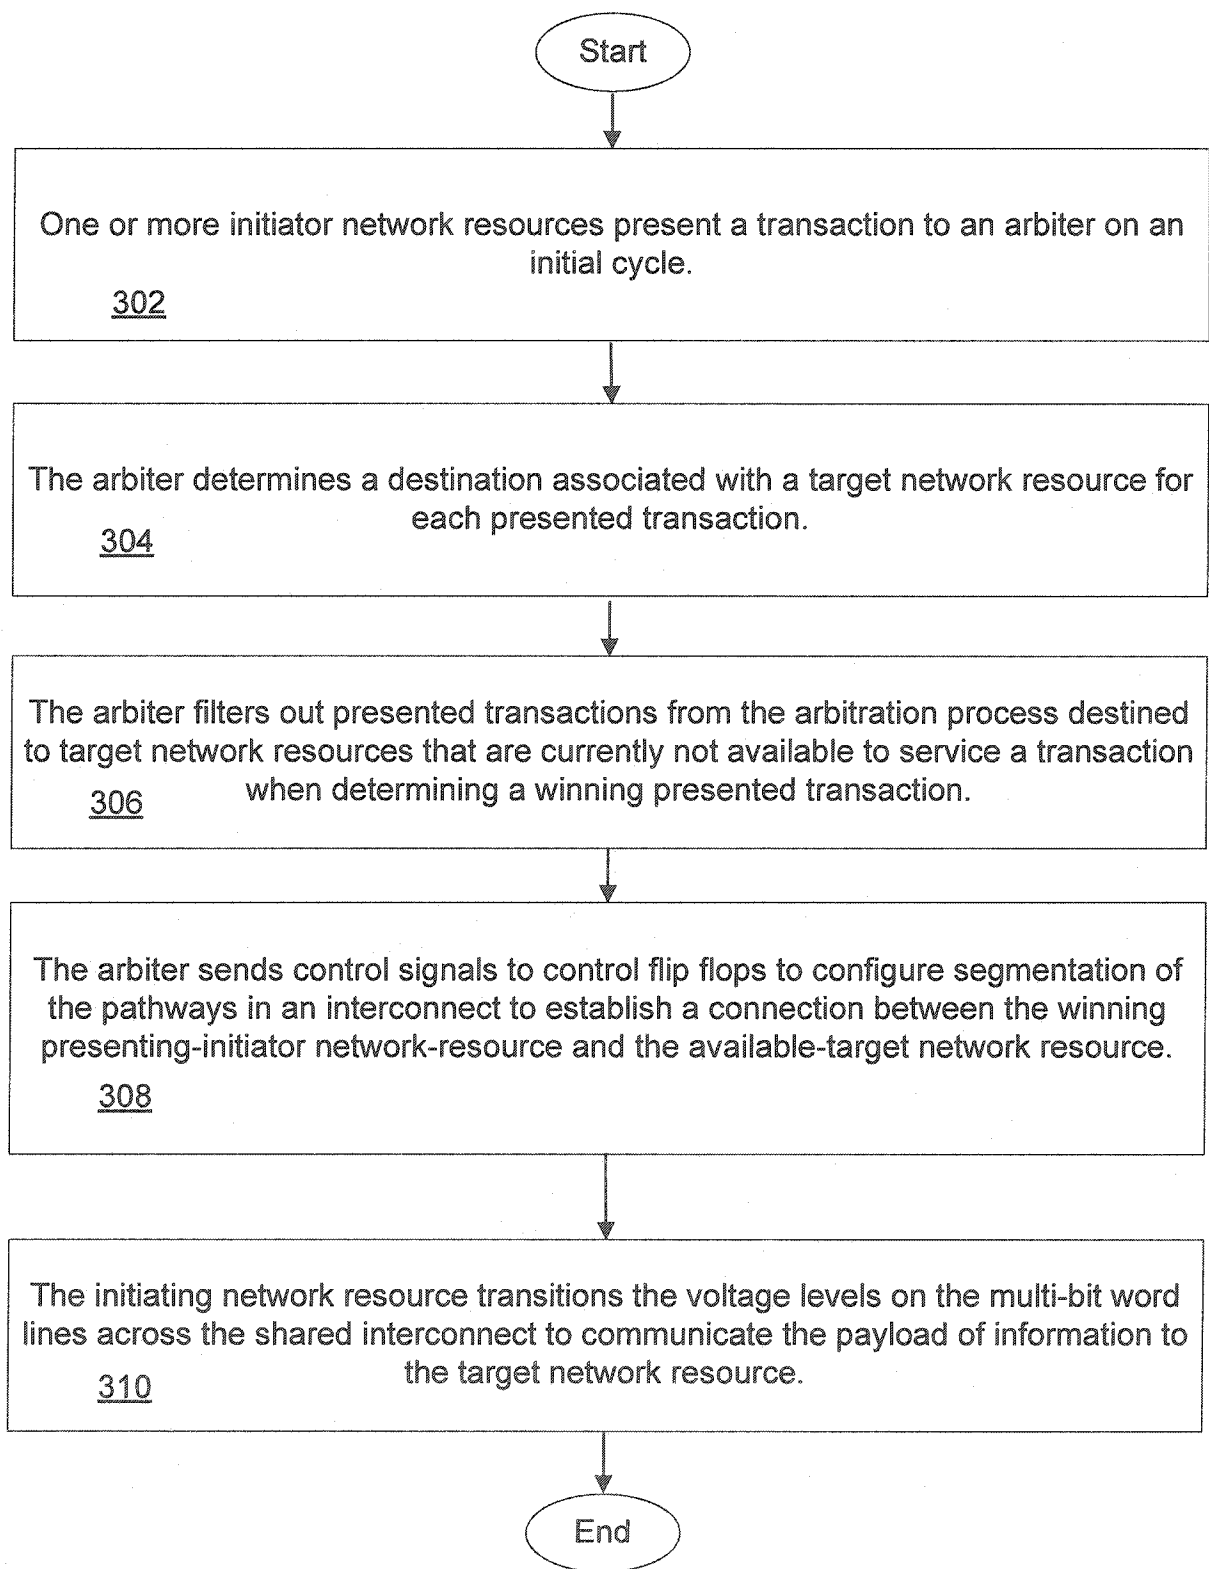 Start
One or more initiator network resources present a transaction to an arbiter on an
initial cycle.
302
The arbiter determines a destination associated with a target network resource for
each presented transaction.
304
The arbiter filters out presented transactions from the arbitration process destined
to target network resources that are currently not available to service a transaction
when determining a winning presented transaction.
306
The arbiter sends control signals to control flip flops to configure segmentation of
the pathways in an interconnect to establish a connection between the winning
presenting-initiator network-resource and the available-target network resource.
308
The initiating network resource transitions the voltage levels on the multi-bit word
lines across the shared interconnect to communicate the payload of information to
the target network resource.
310
End